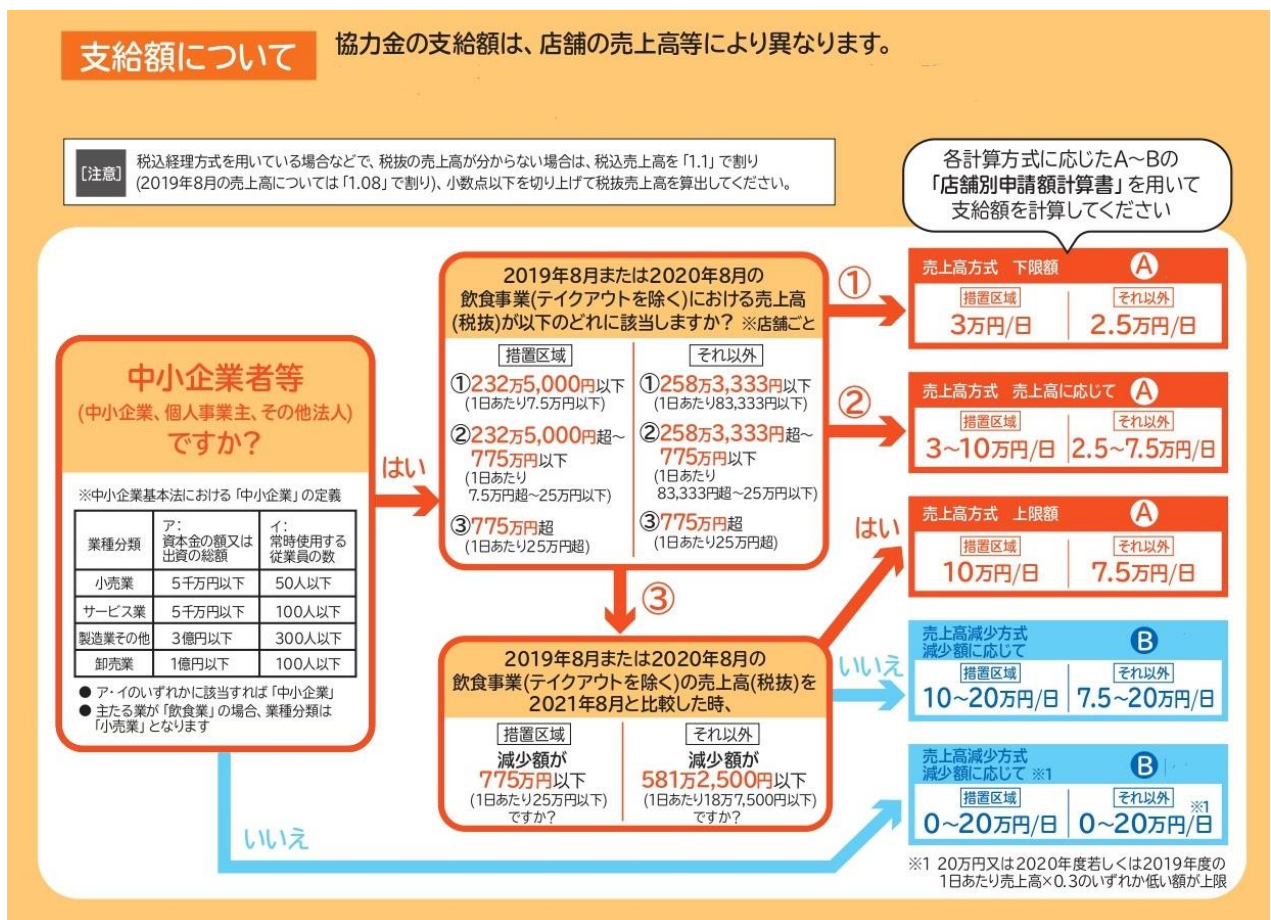 支給額について
協力金の支給額は、店舗の売上高等により異なります。
[注意]
税込経理方式を用いている場合などで、税抜の売上高が分からない場合は、税込売上高を「1.1」で割り
(2019年8月の売上高については「1.08」で割り)、小数点以下を切り上げて税抜売上高を算出してください。
各計算方式に応じたA～Bの
「店舗別申請額計算書」を用いて
支給額を計算してください
中小企業者等
(中小企業、個人事業主、その他法人)
ですか?
※中小企業基本法における「中小企業」の定義
業種分類
ア:
資本金の額又は
出資の総額
イ:
常時使用する
従業員の数
小売業 5千万円以下 50人以下
サービス業 5千万円以下 100人以下
製造業その他 3億円以下 300人以下
卸売業 1億円以下 100人以下
● ア・イのいずれかに該当すれば「中小企業」
● 主たる業が「飲食業」の場合、業種分類は
「小売業」となります
はい
いいえ
2019年8月または2020年8月の
飲食事業(テイクアウトを除く)における売上高
(税抜)が以下のどれに該当しますか? ※店舗ごと
措置区域
①232万5,000円以下
(1日あたり7.5万円以下)
②232万5,000円超～
775万円以下
(1日あたり
7.5万円超～25万円以下)
③775万円超
(1日あたり25万円超)
それ以外
①258万3,333円以下
(1日あたり83,333円以下)
②258万3,333円超～
775万円以下
(1日あたり
83,333円超～25万円以下)
③775万円超
(1日あたり25万円超)
①
②
③
2019年8月または2020年8月の
飲食事業(テイクアウトを除く)の売上高(税抜)を
2021年8月と比較した時、
措置区域
減少額が
775万円以下
(1日あたり25万円以下)
ですか?
それ以外
減少額が
581万2,500円以下
(1日あたり18万7,500円以下)
ですか?
はい
いいえ
売上高方式 下限額 A
措置区域 それ以外
3万円/日 2.5万円/日
売上高方式 売上高に応じて A
措置区域 それ以外
3～10万円/日 2.5～7.5万円/日
売上高方式 上限額 A
措置区域 それ以外
10万円/日 7.5万円/日
売上高減少方式
減少額に応じて B
措置区域 それ以外
10～20万円/日 7.5～20万円/日
売上高減少方式
減少額に応じて ※1 B
措置区域 それ以外
0～20万円/日 0～20万円/日 ※1
※1 20万円又は2020年度若しくは2019年度の
1日あたり売上高×0.3のいずれか低い額が上限